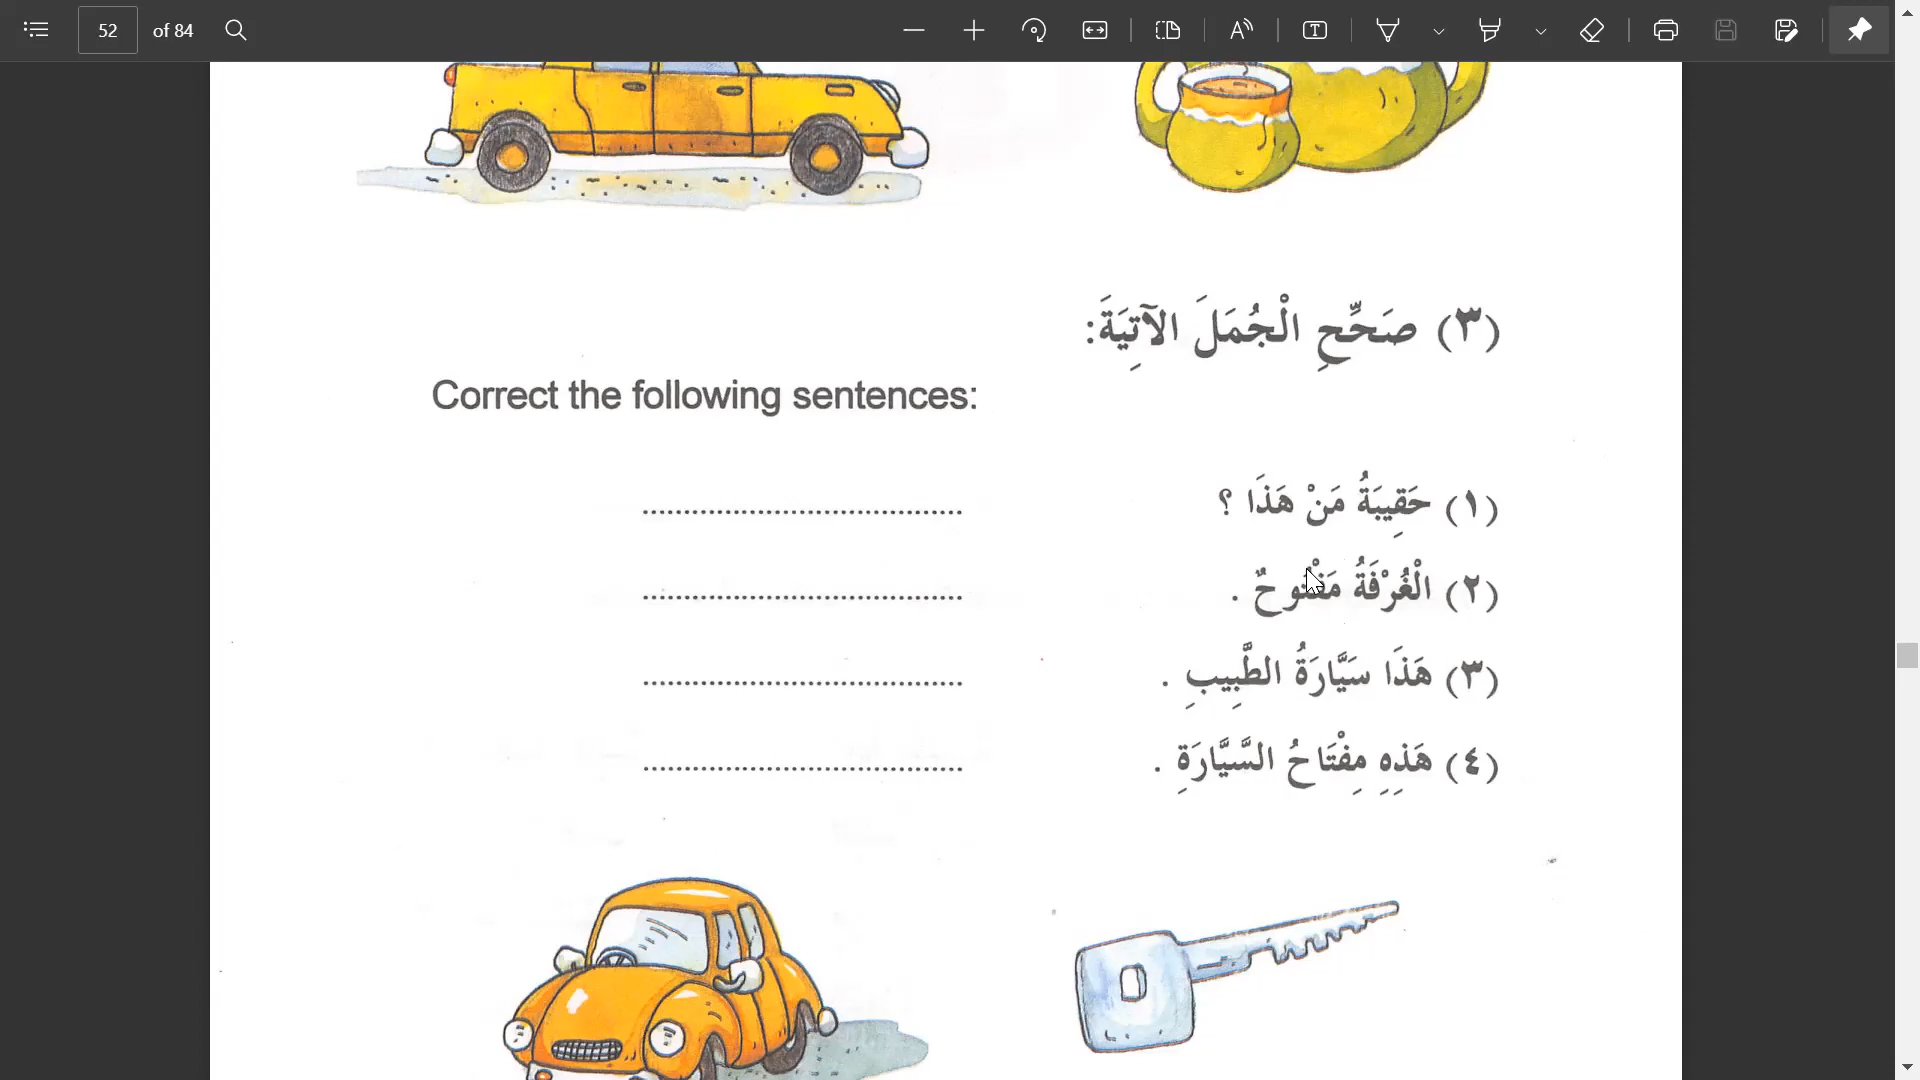 52 of 84
(٣) صَحِّحِ الْجُمَلَ الآتِيَةَ:
Correct the following sentences:
(١) حَقِيبَةُ مَنْ هَذَا ؟ ......................................
(٢) الْغُرْفَةُ مَفْتُوحٌ . ......................................
(٣) هَذَا سَيَّارَةُ الطَّبِيبِ . ......................................
(٤) هَذِهِ مِفْتَاحُ السَّيَّارَةِ . ......................................